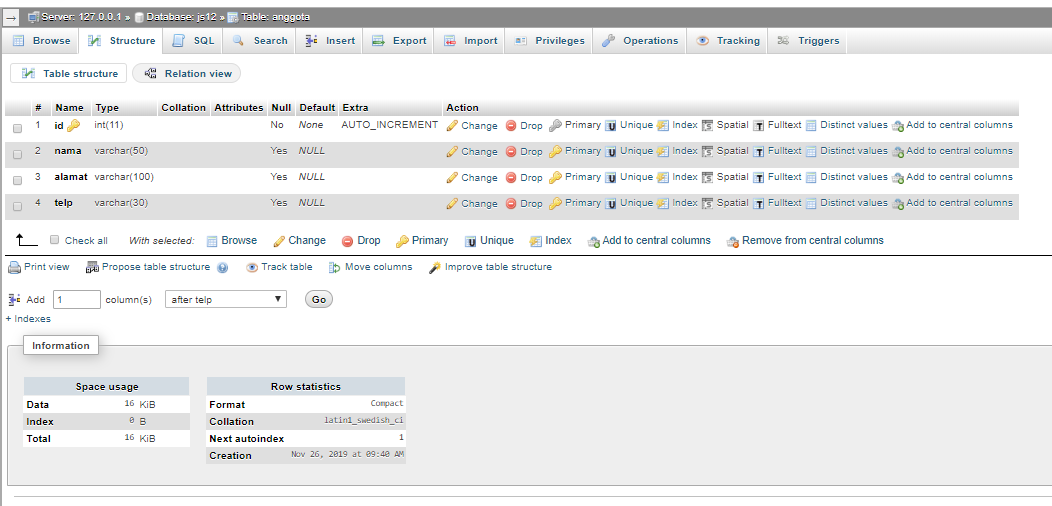 Server: 127.0.0.1 » Database: js12 » Table: anggota
Browse Structure SQL Search Insert Export Import Privileges Operations Tracking Triggers
Table structure Relation view
# Name Type Collation Attributes Null Default Extra Action
1 id int(11) No None AUTO_INCREMENT Change Drop Primary Unique Index Spatial Fulltext Distinct values Add to central columns
2 nama varchar(50) Yes NULL Change Drop Primary Unique Index Spatial Fulltext Distinct values Add to central columns
3 alamat varchar(100) Yes NULL Change Drop Primary Unique Index Spatial Fulltext Distinct values Add to central columns
4 telp varchar(30) Yes NULL Change Drop Primary Unique Index Spatial Fulltext Distinct values Add to central columns
Check all With selected: Browse Change Drop Primary Unique Index Add to central columns Remove from central columns
Print view Propose table structure Track table Move columns Improve table structure
Add 1 column(s) after telp Go
+ Indexes
Information
Space usage Row statistics
Data 16 KiB Format Compact
Index 0 B Collation latin1_swedish_ci
Total 16 KiB Next autoindex 1
Creation Nov 26, 2019 at 09:40 AM